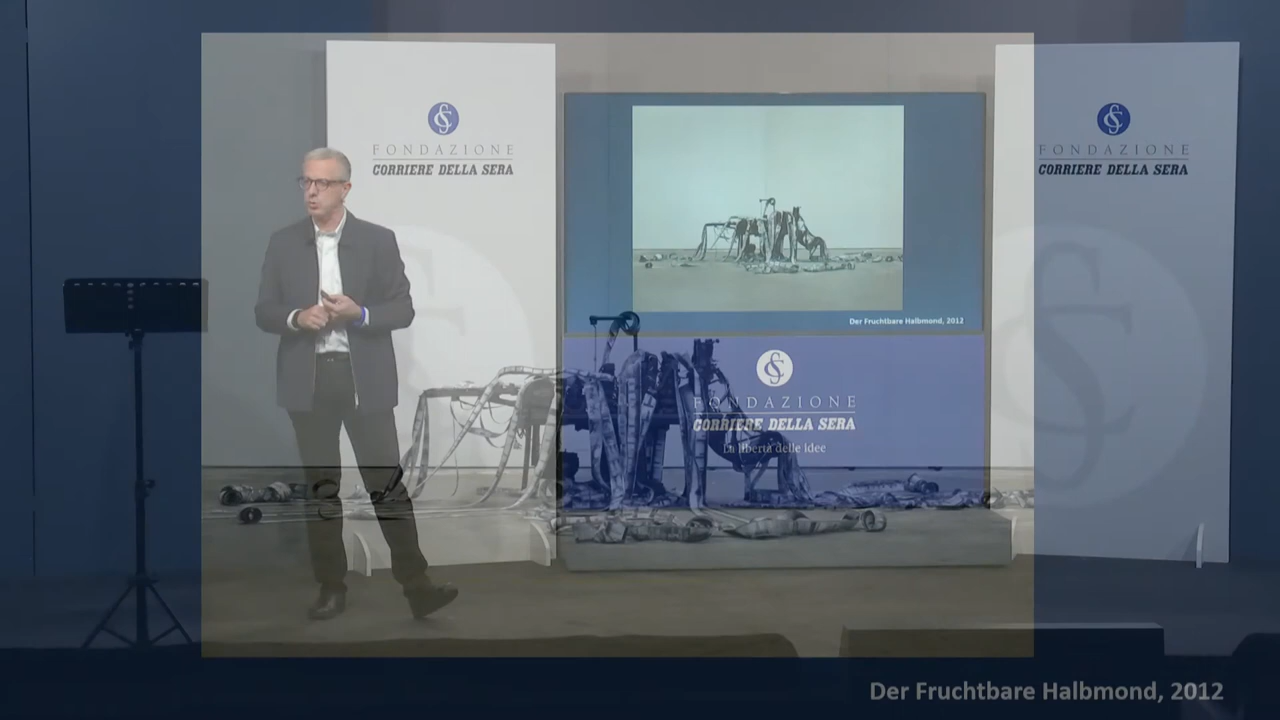 FONDAZIONE
CORRIERE DELLA SERA
FONDAZIONE
CORRIERE DELLA SERA
Der Fruchtbare Halbmond, 2012
FONDAZIONE
CORRIERE DELLA SERA
La libertà delle idee
Der Fruchtbare Halbmond, 2012